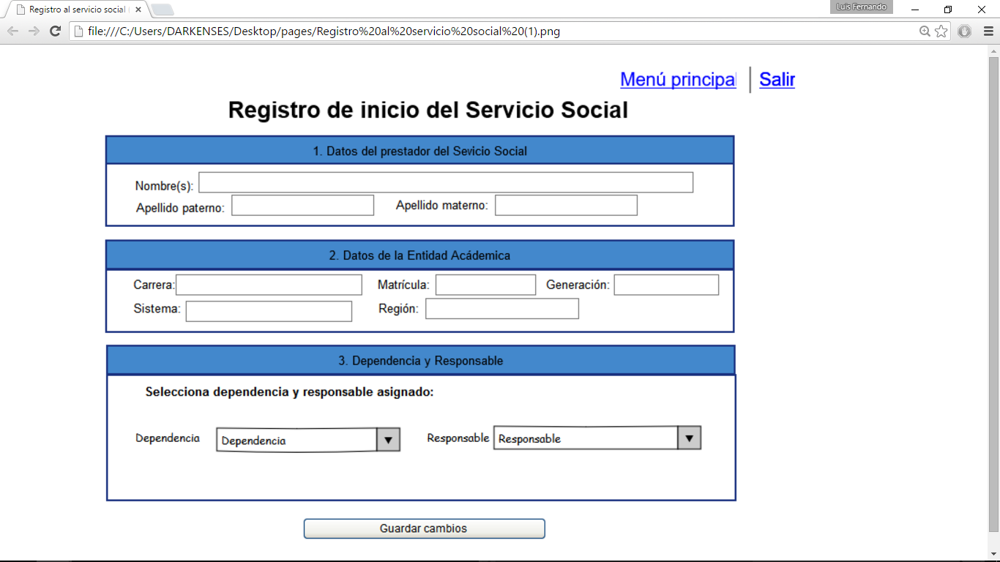 Registro al servicio social
Luis Fernando
file:///C:/Users/DARKENSES/Desktop/pages/Registro%20al%20servicio%20social%20(1).png
Menú principal Salir
Registro de inicio del Servicio Social
1. Datos del prestador del Sevicio Social
Nombre(s):
Apellido paterno: Apellido materno:
2. Datos de la Entidad Acádemica
Carrera: Matrícula: Generación:
Sistema: Región:
3. Dependencia y Responsable
Selecciona dependencia y responsable asignado:
Dependencia Dependencia Responsable Responsable
Guardar cambios